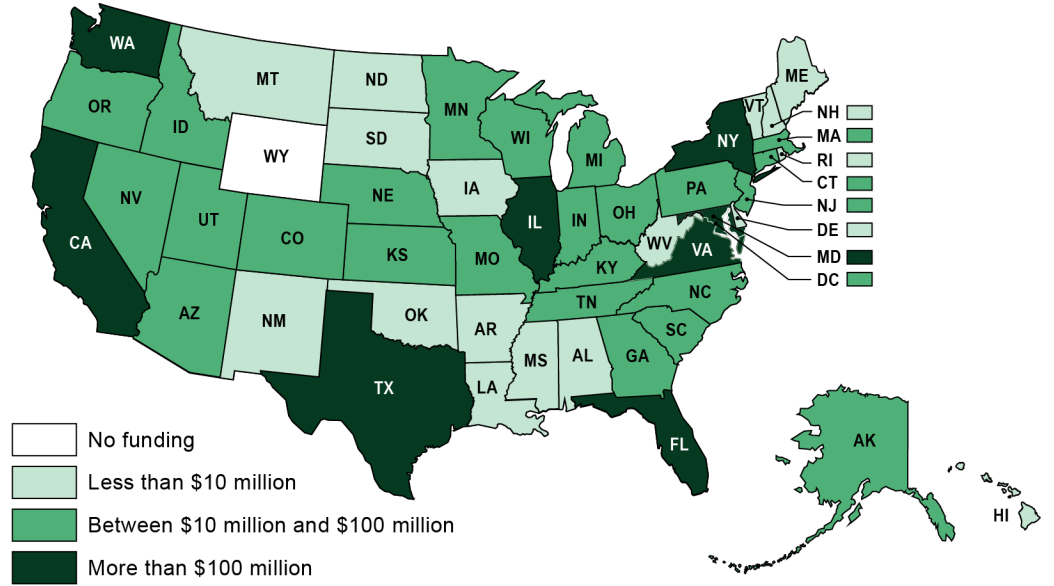 WA
MT
ND
MN
OR
ID
SD
WI
MI
NY
VT
ME
NH
MA
RI
CT
NJ
DE
MD
DC
WY
NE
IA
IL
IN
OH
PA
NV
UT
CO
KS
MO
KY
WV
VA
CA
AZ
NM
OK
AR
TN
NC
SC
MS
AL
GA
TX
LA
FL
AK
HI
No funding
Less than $10 million
Between $10 million and $100 million
More than $100 million